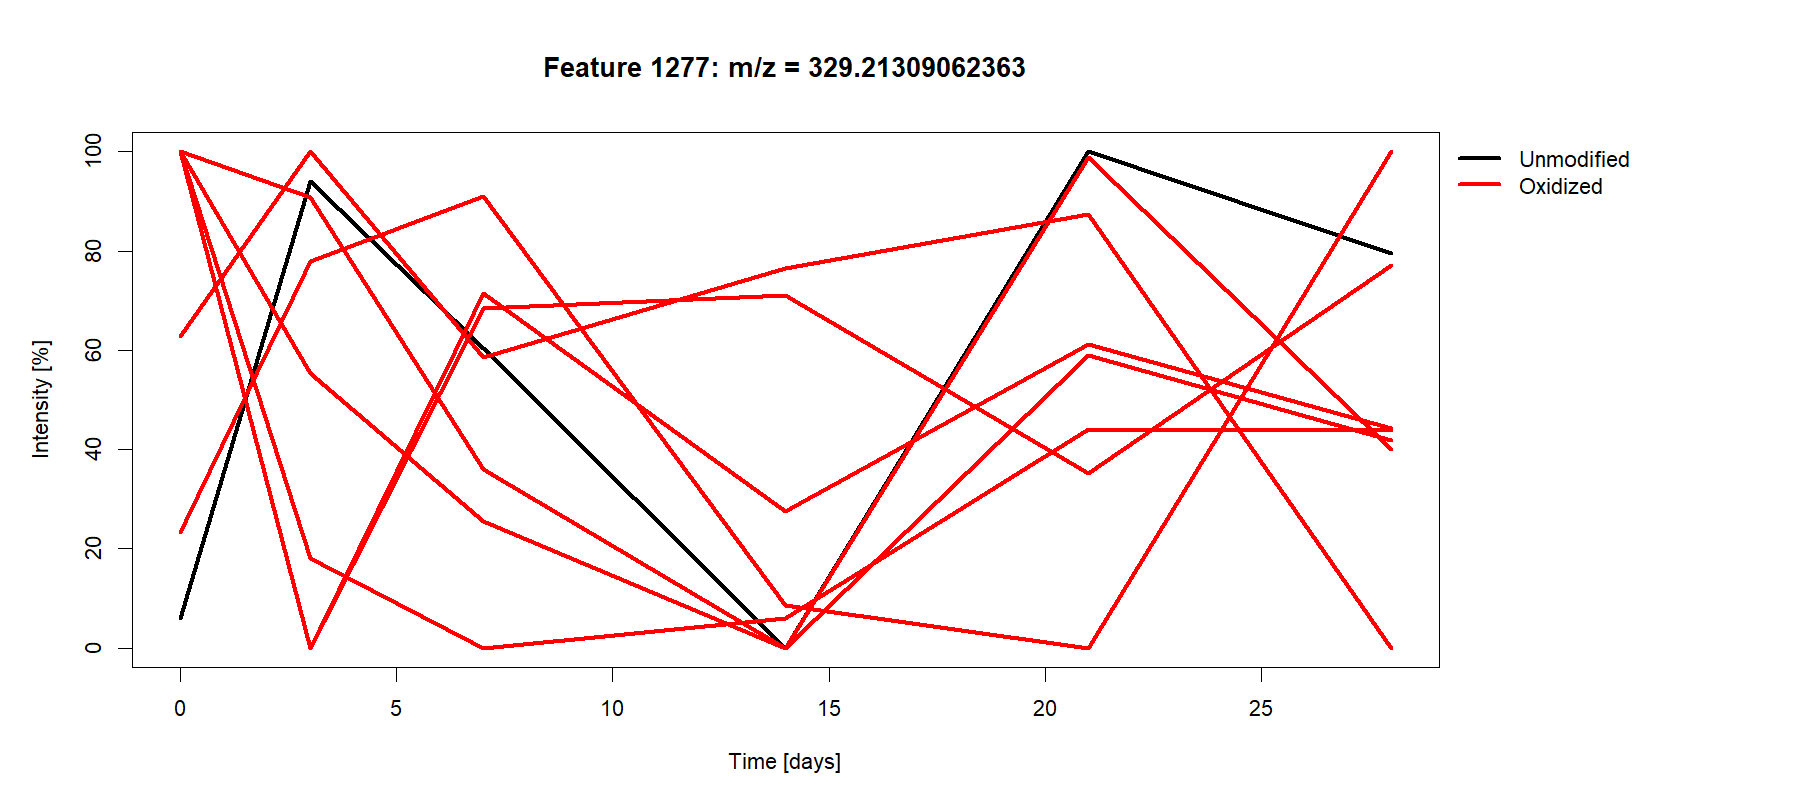 Feature 1277: m/z = 329.21309062363
Unmodified
Oxidized
Intensity [%]
100
80
60
40
20
0
0 5 10 15 20 25
Time [days]